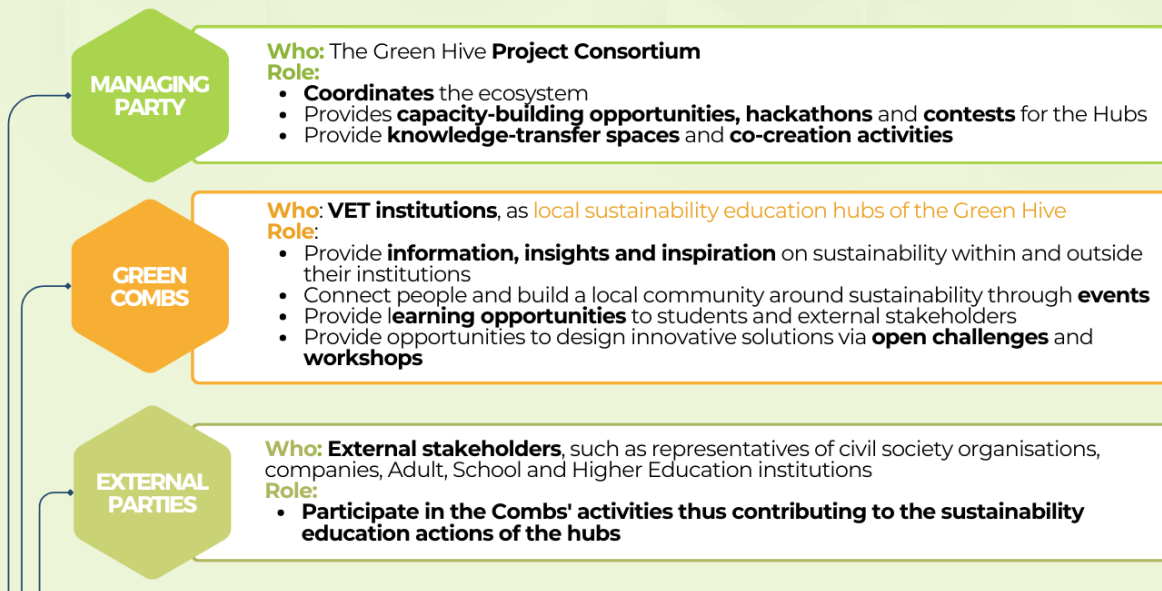 MANAGING
PARTY
Who: The Green Hive Project Consortium
Role:
• Coordinates the ecosystem
• Provides capacity-building opportunities, hackathons and contests for the Hubs
• Provide knowledge-transfer spaces and co-creation activities
GREEN
COMBS
Who: VET institutions, as local sustainability education hubs of the Green Hive
Role:
• Provide information, insights and inspiration on sustainability within and outside
their institutions
• Connect people and build a local community around sustainability through events
• Provide learning opportunities to students and external stakeholders
• Provide opportunities to design innovative solutions via open challenges and
workshops
EXTERNAL
PARTIES
Who: External stakeholders, such as representatives of civil society organisations,
companies, Adult, School and Higher Education institutions
Role:
• Participate in the Combs' activities thus contributing to the sustainability
education actions of the hubs